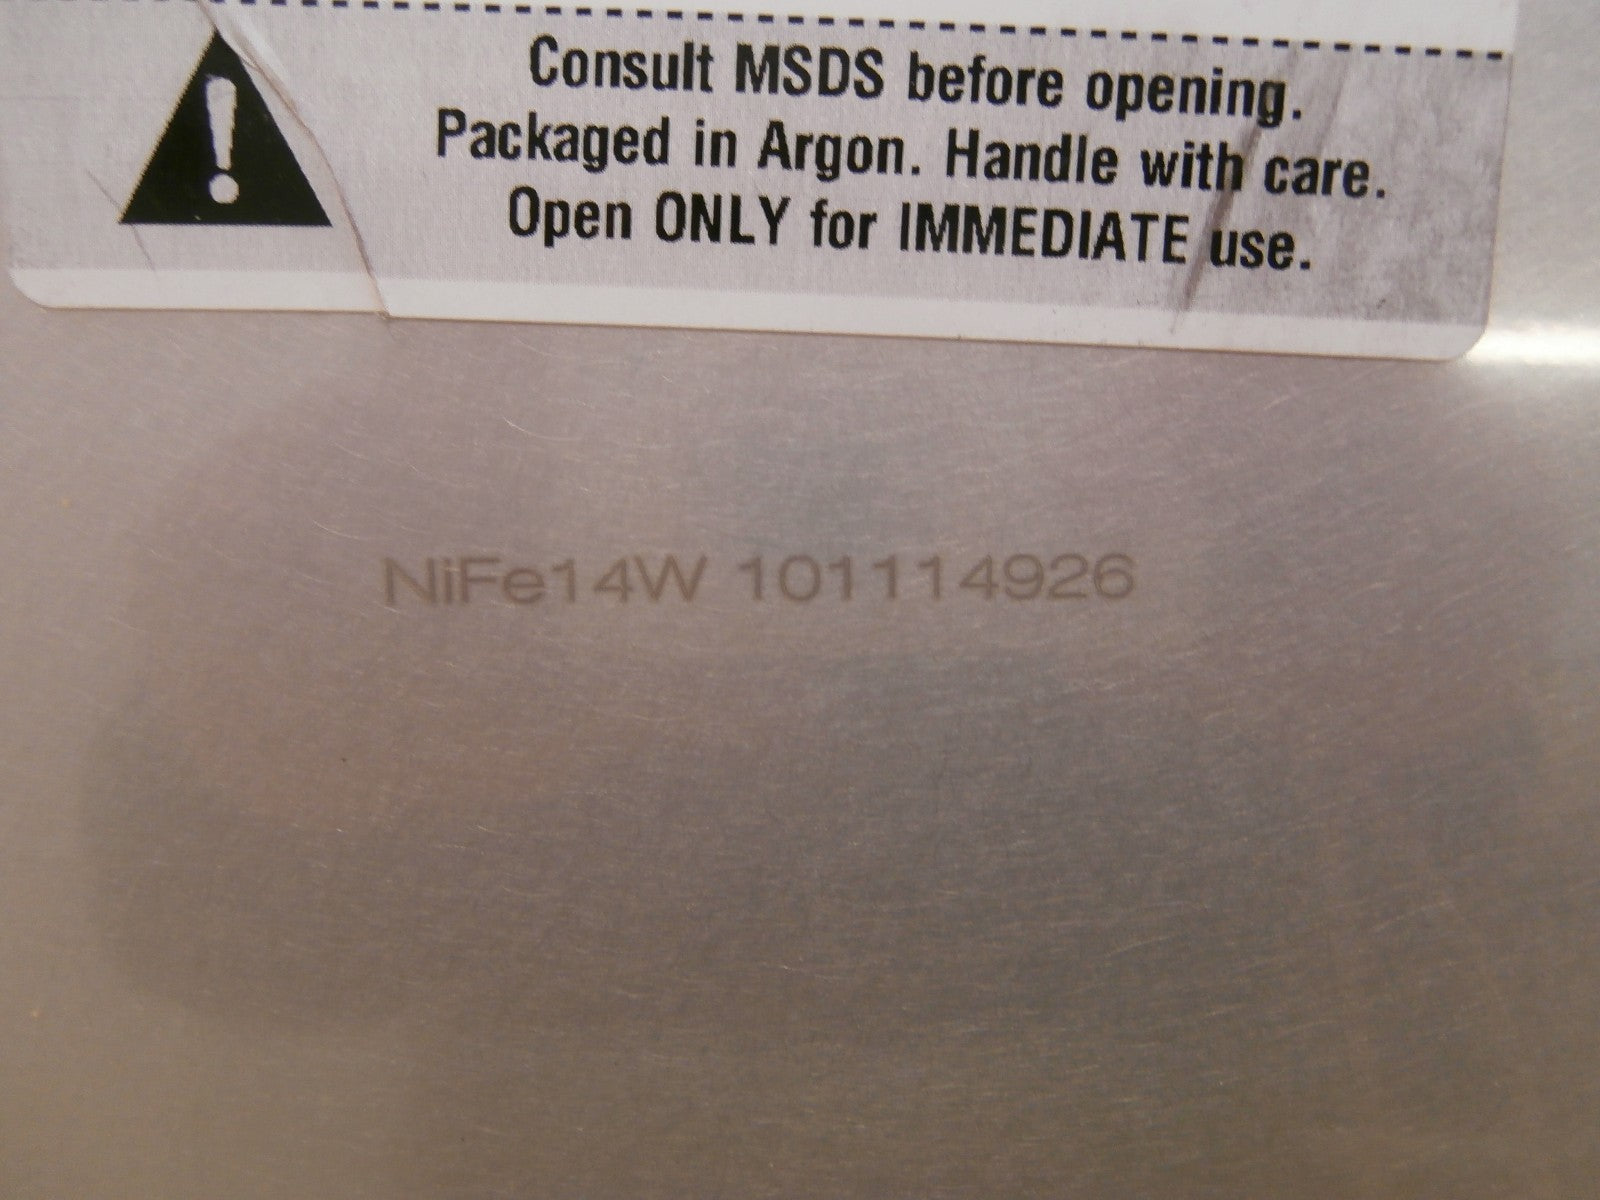 Consult MSDS before opening.
Packaged in Argon. Handle with care.
Open ONLY for IMMEDIATE use.
NiFe14W 101114926